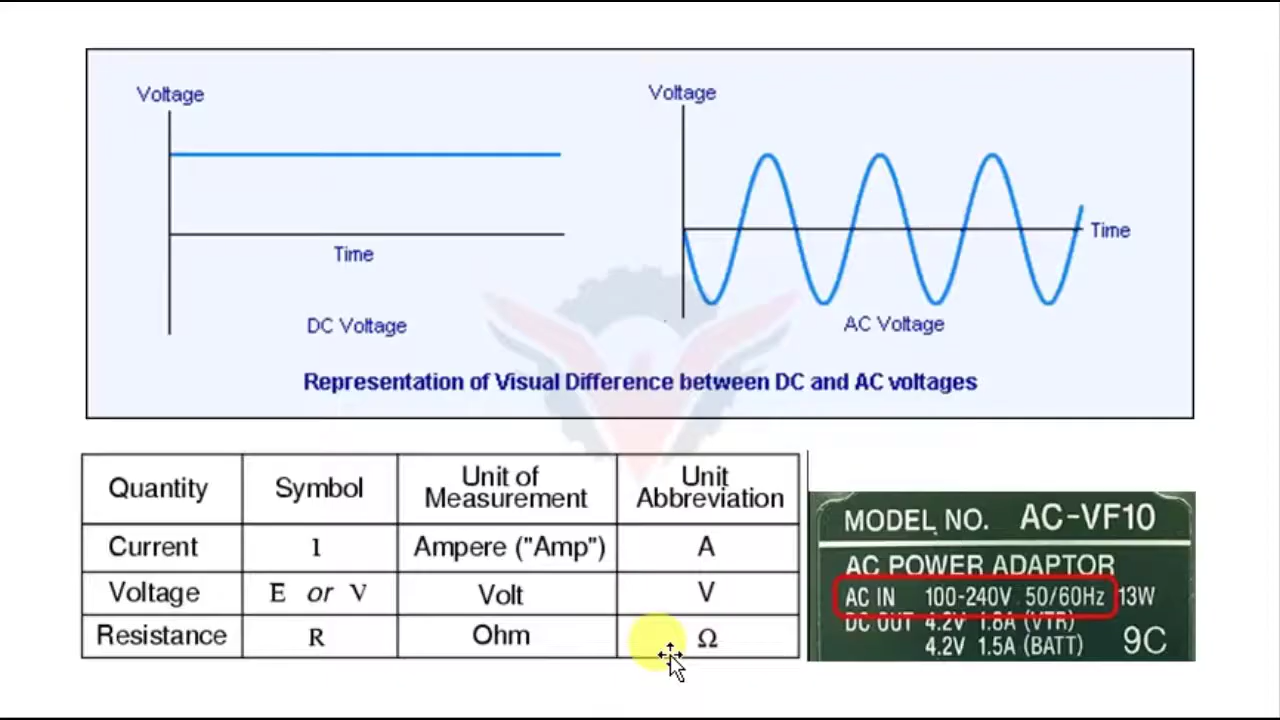 Voltage
Time
DC Voltage
Voltage
Time
AC Voltage
Representation of Visual Difference between DC and AC voltages
Quantity Symbol Unit of Measurement Unit Abbreviation
Current I Ampere ("Amp") A
Voltage E or V Volt V
Resistance R Ohm Ω
MODEL NO. AC-VF10
AC POWER ADAPTOR
AC IN 100-240V 50/60Hz 13W
DC OUT 4.2V 1.8A (VTR)
4.2V 1.5A (BATT) 9C